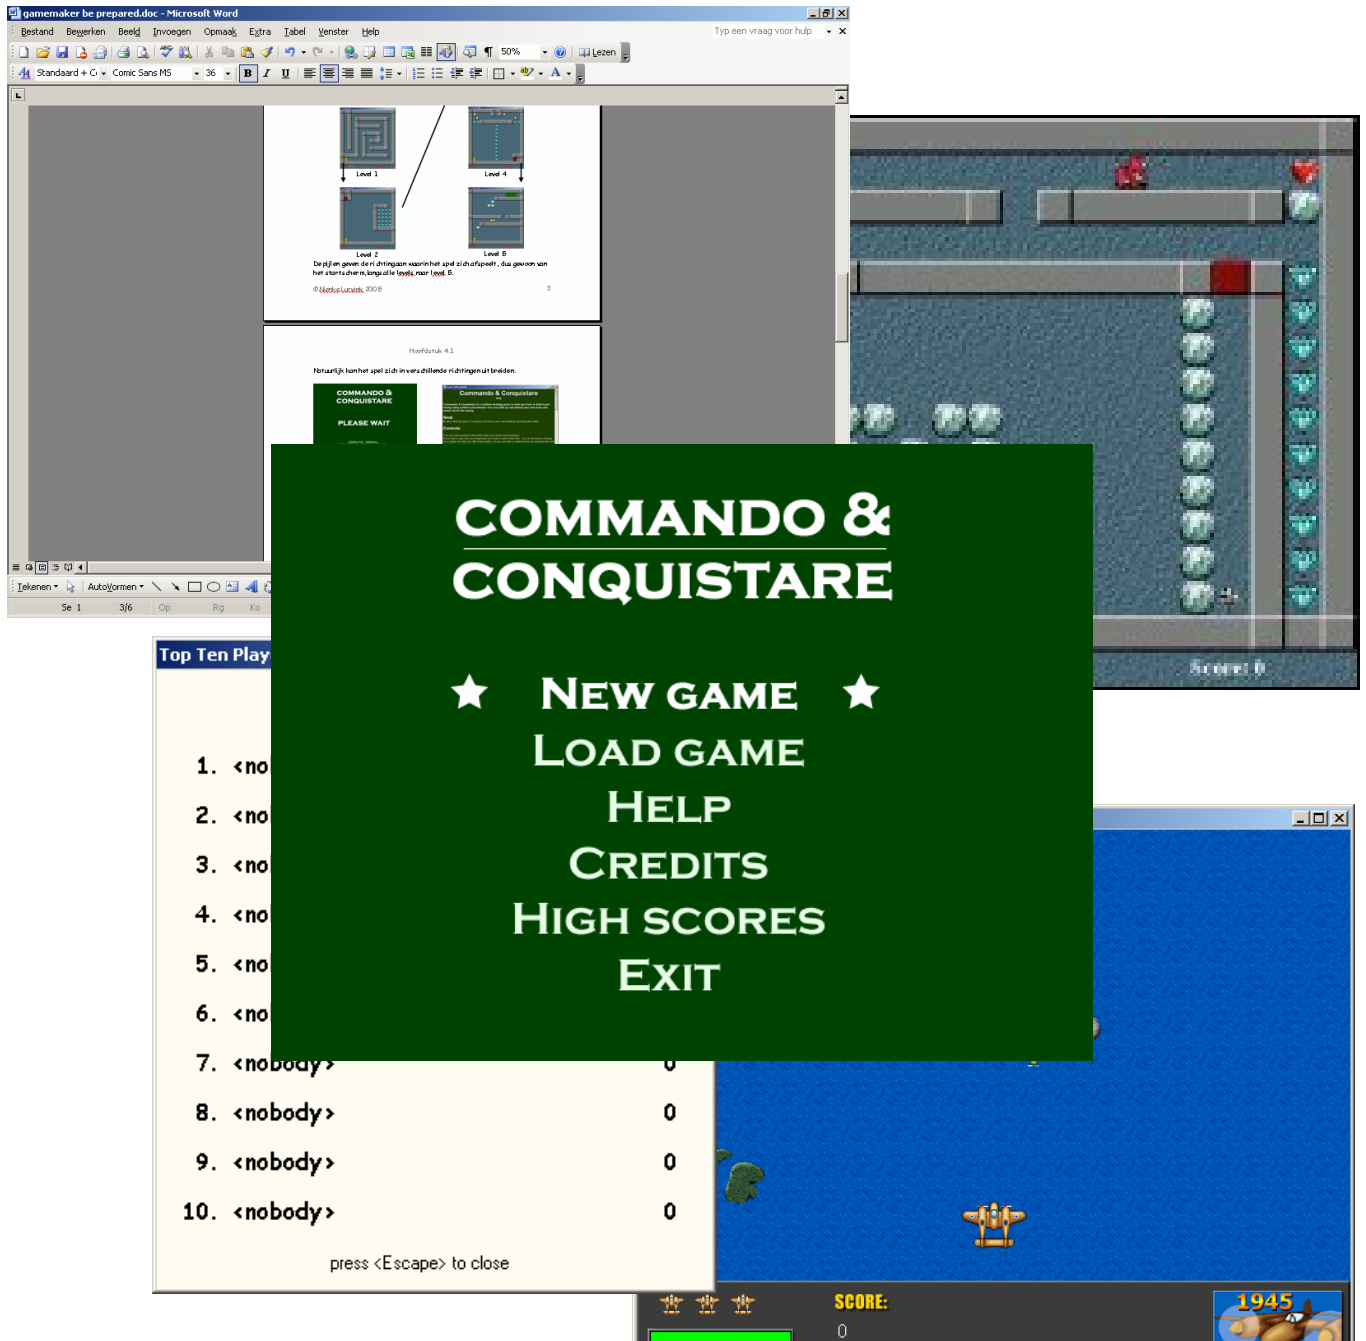 gamemaker be prepared.doc - Microsoft Word
Bestand Bewerken Beeld Invoegen Opmaak Extra Tabel Venster Help
Typ een vraag voor hulp
50%
Lezen
Standaard + Ce
Comic Sans MS
36
B I U
Level 1
Level 4
Level 2
Level 5
De pijlen geven de richting aan waarin het spel zich afspeelt, dus gewoon van
het startscherm, langs alle levels, naar level 5.
3
Hoofdstuk 4.1
Natuurlijk kan het spel zich in verschillende richtingen uitbreiden.
COMMANDO &
CONQUISTARE
PLEASE WAIT
Commando & Conquistare
Goal
Controls
Tekenen
AutoVormen
Se 1
3/6
Op
Rg
Ko
COMMANDO &
CONQUISTARE
NEW GAME
LOAD GAME
HELP
CREDITS
HIGH SCORES
EXIT
Score: 0
Top Ten Play
1. <no
2. <no
3. <no
4. <no
5. <no
6. <no
7. <nobody> 0
8. <nobody> 0
9. <nobody> 0
10. <nobody> 0
press <Escape> to close
SCORE:
0
1945